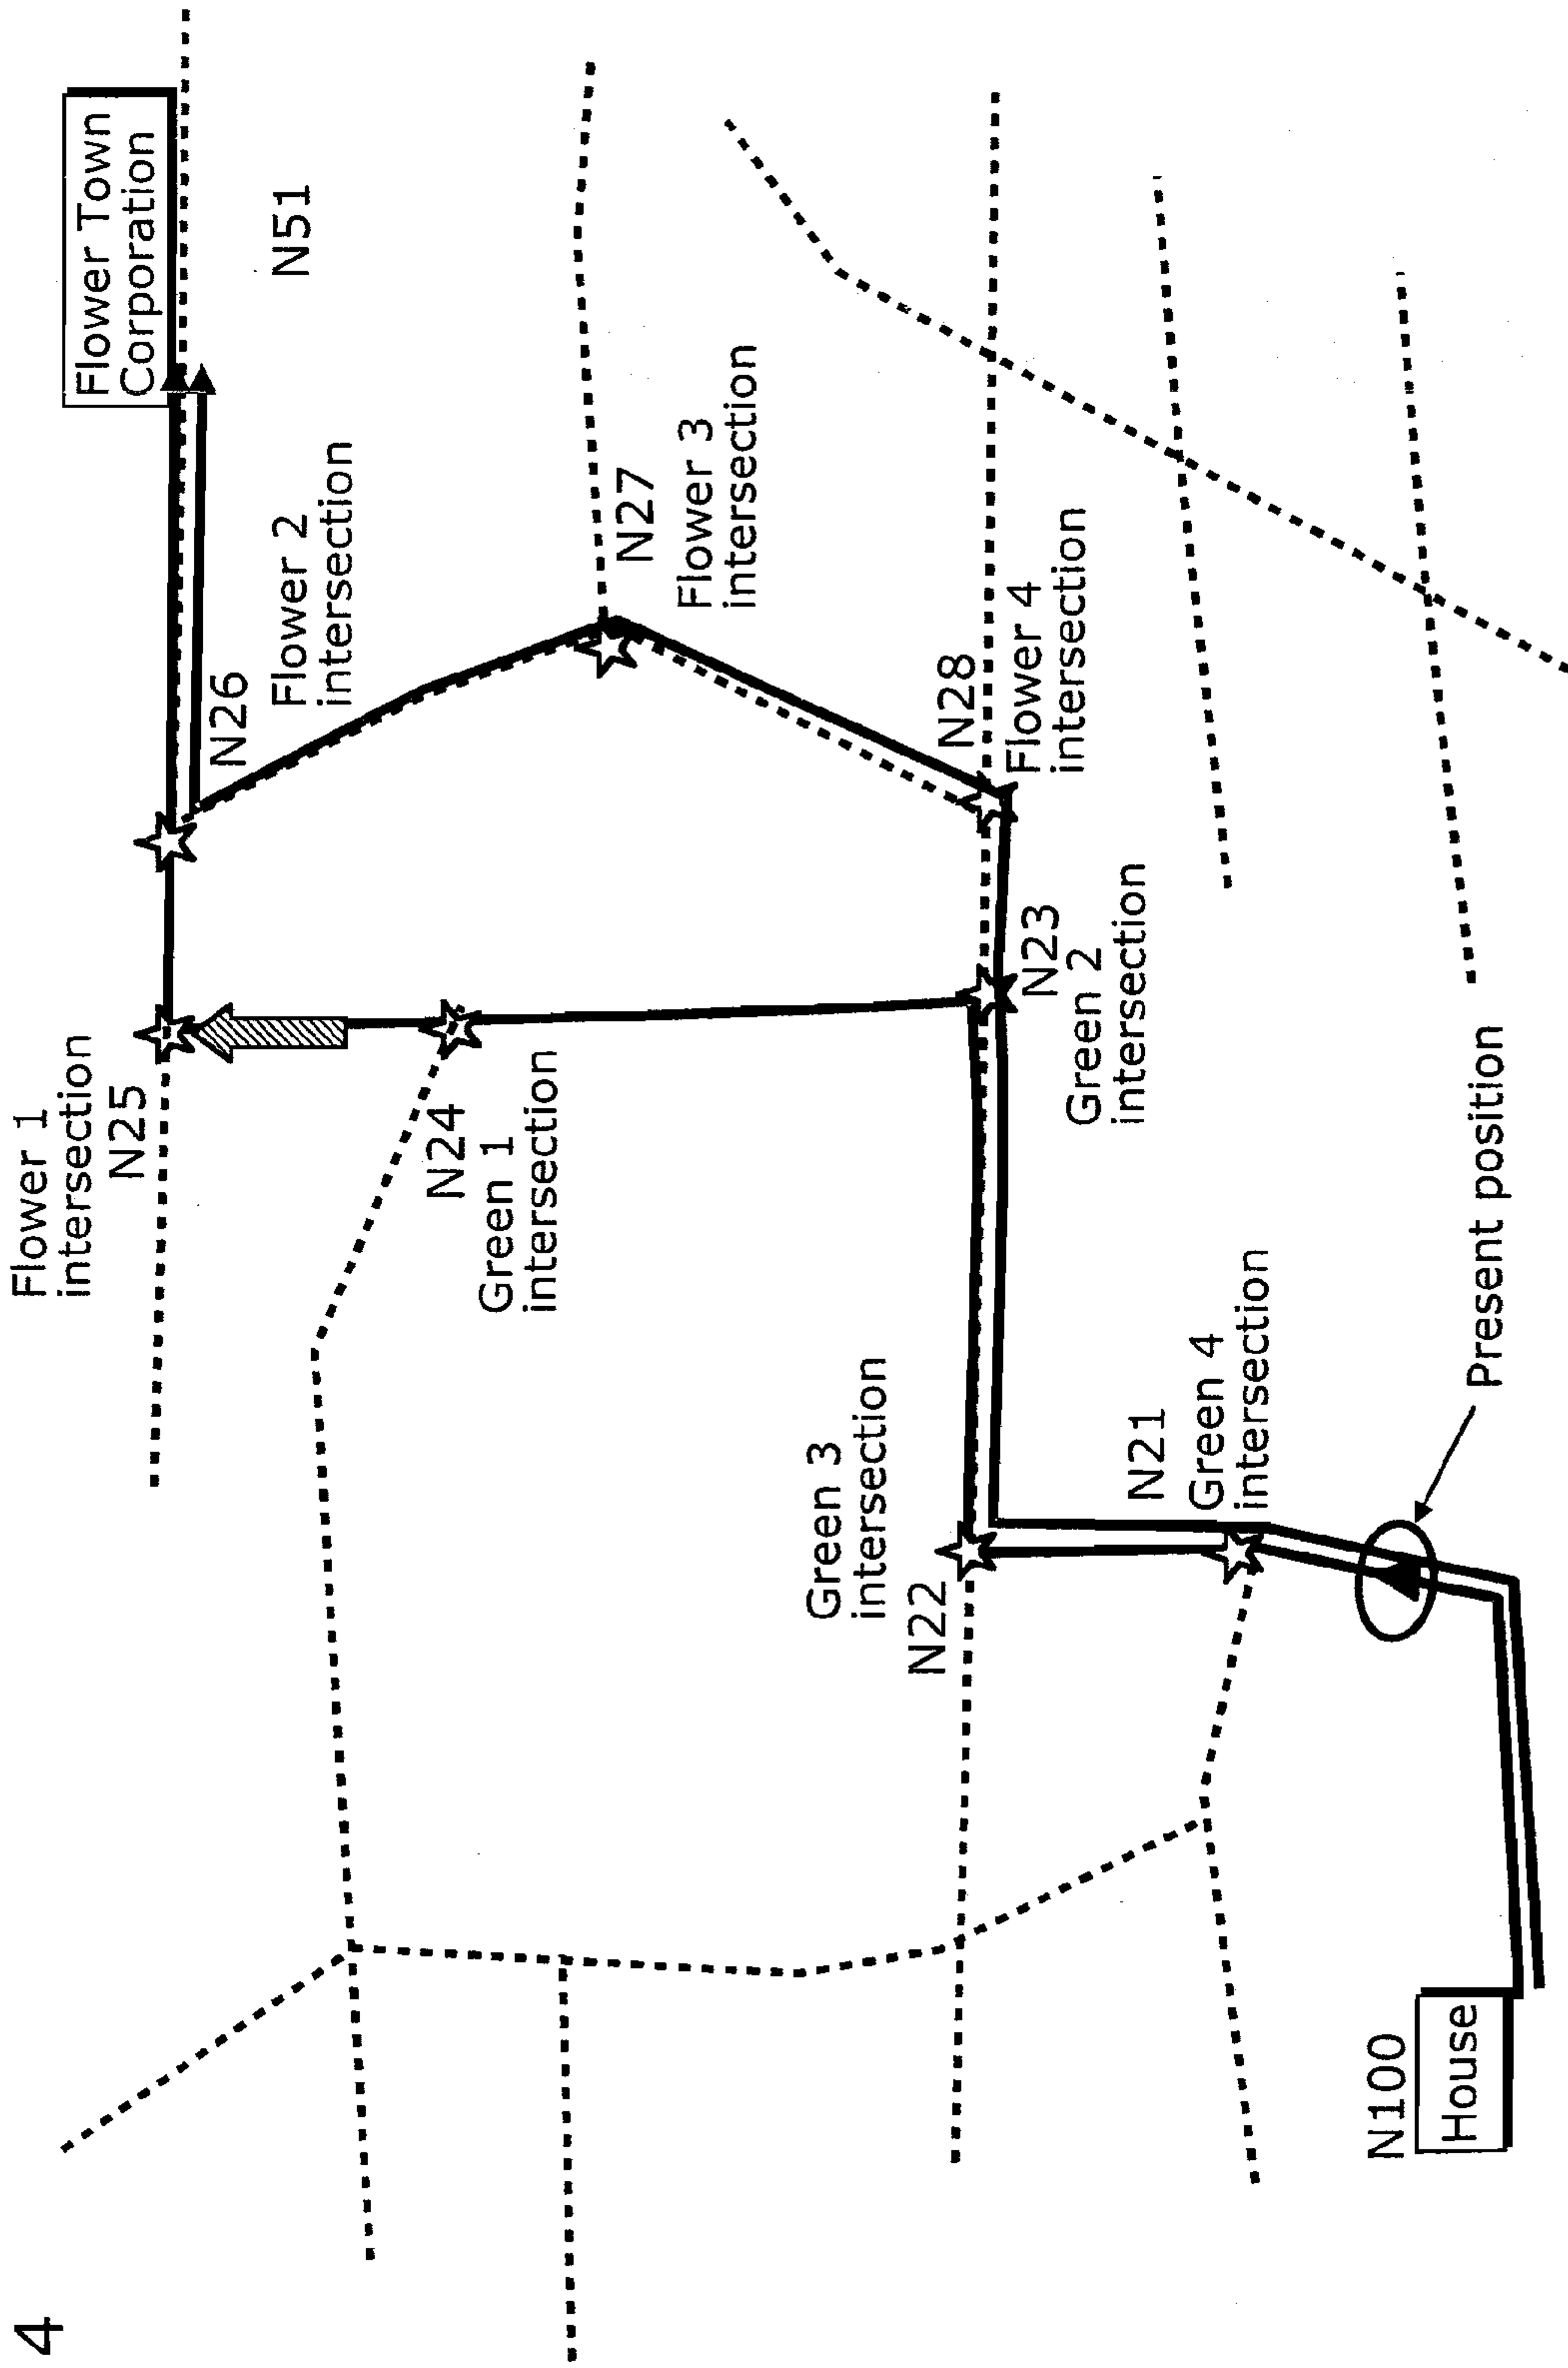 4
Flower 1
intersection
N25
Flower Town
Corporation
N51
N26
Flower 2
intersection
N24
Green 1
intersection
N27
Flower 3
intersection
Green 3
intersection
N22
N28
Flower 4
intersection
N23
Green 2
intersection
N21
Green 4
intersection
Present position
N100
House